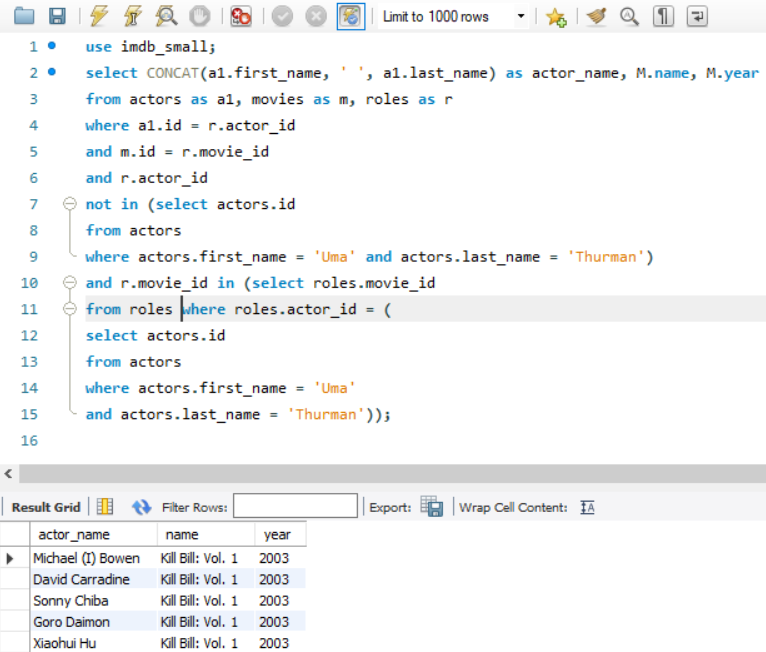 Limit to 1000 rows
1 use imdb_small;
2 select CONCAT(a1.first_name, ' ', a1.last_name) as actor_name, M.name, M.year
3 from actors as a1, movies as m, roles as r
4 where a1.id = r.actor_id
5 and m.id = r.movie_id
6 and r.actor_id
7 not in (select actors.id
8 from actors
9 where actors.first_name = 'Uma' and actors.last_name = 'Thurman')
10 and r.movie_id in (select roles.movie_id
11 from roles where roles.actor_id = (
12 select actors.id
13 from actors
14 where actors.first_name = 'Uma'
15 and actors.last_name = 'Thurman'));
16
Result Grid Filter Rows: Export: Wrap Cell Content: IA
actor_name name year
Michael (I) Bowen Kill Bill: Vol. 1 2003
David Carradine Kill Bill: Vol. 1 2003
Sonny Chiba Kill Bill: Vol. 1 2003
Goro Daimon Kill Bill: Vol. 1 2003
Xiaohui Hu Kill Bill: Vol. 1 2003